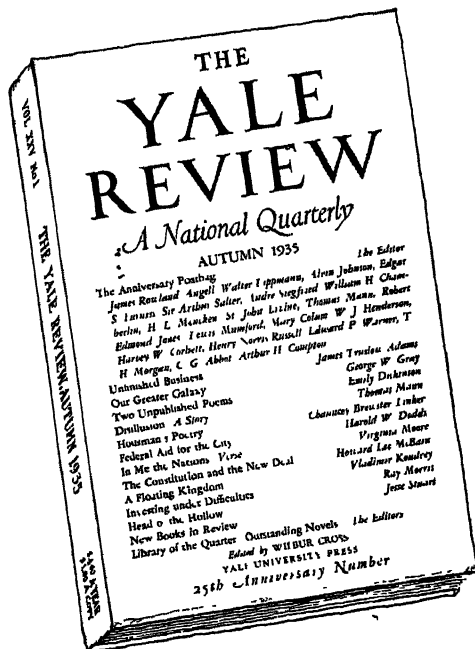 THE
YALE
REVIEW
A National Quarterly
AUTUMN 1935
The Anniversary Postbag The Editor
James Rowland Angell Walter Lippmann, Alvin Johnson, Edgar
S Sir Arthur Salter, Andre Siegfried William H Cham-
berlin, H L Mencken St John Ervine, Thomas Mann, Robert
Edmond Jones Lewis Mumford, Mary Colum W J Henderson,
Harvey W Corbett, Henry Norris Russell Edward P Warner, T
H Morgan, C G Abbot Arthur H Compton
Unfinished Business James Truslow Adams
Our Greater Galaxy George W Gray
Two Unpublished Poems Emily Dickinson
Disillusion A Story Thomas Mann
Housman s Poetry Chauncey Brewster Tinker
Federal Aid for the City Harold W Dodds
In Me the Nations Verse Virginia Moore
The Constitution and the New Deal Howard Lee McBain
A Floating Kingdom Vladimir Koudrey
Investing under Difficulties Ray Morris
Head o the Hollow Jesse Stuart
New Books in Review
Library of the Quarter Outstanding Novels The Editors
Edited by WILBUR CROSS
YALE UNIVERSITY PRESS
25th Anniversary Number
VOL XXV No 1
THE YALE REVIEW/AUTUMN 1935